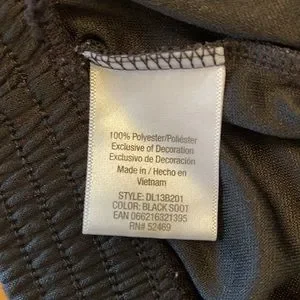 100% Polyester/Poliéster
Exclusive of Decoration
Exclusivo de Decoración
Made in / Hecho en
Vietnam
STYLE: DL13B201
COLOR: BLACK SOOT
EAN 066216321395
RN# 52469